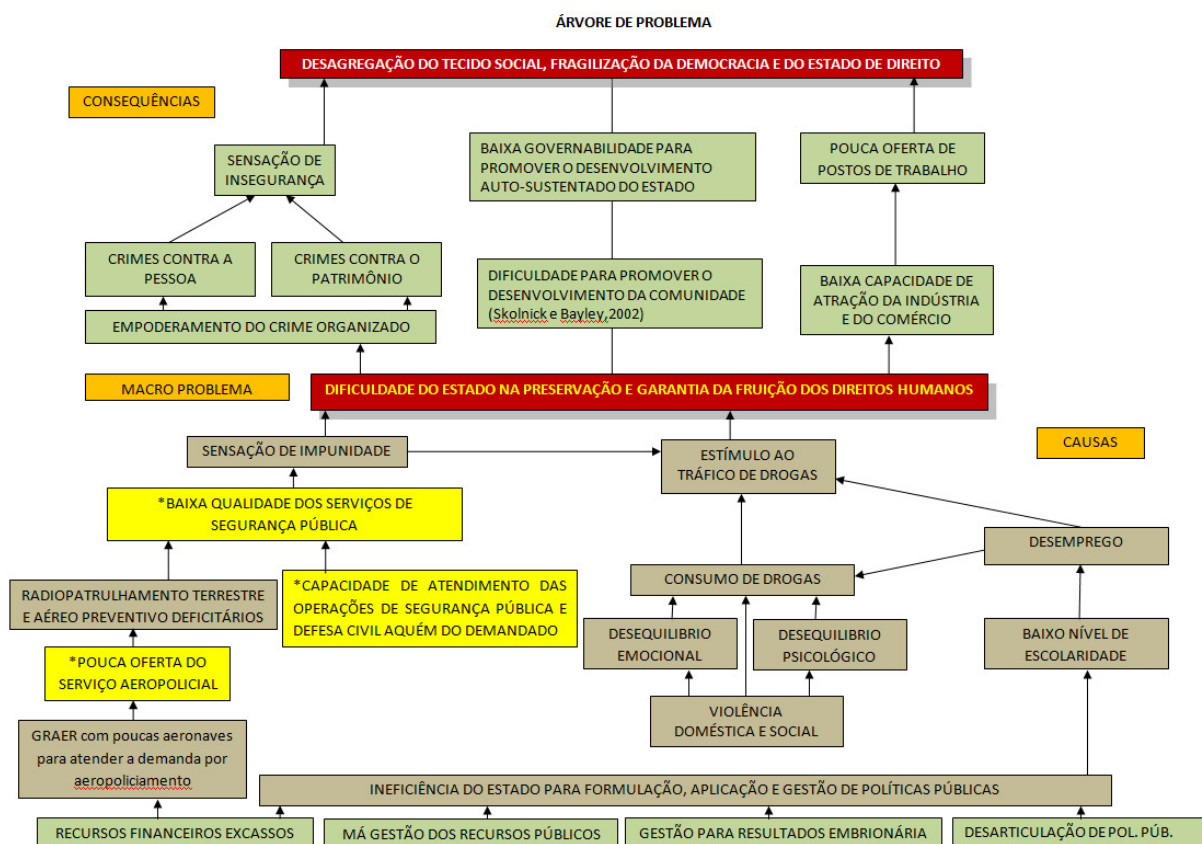 ÁRVORE DE PROBLEMA
DESAGREGAÇÃO DO TECIDO SOCIAL, FRAGILIZAÇÃO DA DEMOCRACIA E DO ESTADO DE DIREITO
CONSEQUÊNCIAS
SENSAÇÃO DE
INSEGURANÇA
BAIXA GOVERNABILIDADE PARA
PROMOVER O DESENVOLVIMENTO
AUTO-SUSTENTADO DO ESTADO
POUCA OFERTA DE
POSTOS DE TRABALHO
CRIMES CONTRA A
PESSOA
CRIMES CONTRA O
PATRIMÔNIO
DIFICULDADE PARA PROMOVER O
DESENVOLVIMENTO DA COMUNIDADE
(Skolnick e Bayley,2002)
BAIXA CAPACIDADE DE
ATRAÇÃO DA INDÚSTRIA
E DO COMÉRCIO
EMPODERAMENTO DO CRIME ORGANIZADO
MACRO PROBLEMA
DIFICULDADE DO ESTADO NA PRESERVAÇÃO E GARANTIA DA FRUIÇÃO DOS DIREITOS HUMANOS
SENSAÇÃO DE IMPUNIDADE
ESTÍMULO AO
TRÁFICO DE DROGAS
CAUSAS
*BAIXA QUALIDADE DOS SERVIÇOS DE
SEGURANÇA PÚBLICA
DESEMPREGO
RADIOPATRULHAMENTO TERRESTRE
E AÉREO PREVENTIVO DEFICITÁRIOS
*CAPACIDADE DE ATENDIMENTO DAS
OPERAÇÕES DE SEGURANÇA PÚBLICA E
DEFESA CIVIL AQUÉM DO DEMANDADO
CONSUMO DE DROGAS
DESEQUILIBRIO
EMOCIONAL
DESEQUILIBRIO
PSICOLÓGICO
BAIXO NÍVEL DE
ESCOLARIDADE
*POUCA OFERTA DO
SERVIÇO AEROPOLICIAL
VIOLÊNCIA
DOMÉSTICA E SOCIAL
GRAER com poucas aeronaves
para atender a demanda por
aeropoliciamento
INEFICIÊNCIA DO ESTADO PARA FORMULAÇÃO, APLICAÇÃO E GESTÃO DE POLÍTICAS PÚBLICAS
RECURSOS FINANCEIROS EXCASSOS
MÁ GESTÃO DOS RECURSOS PÚBLICOS
GESTÃO PARA RESULTADOS EMBRIONÁRIA
DESARTICULAÇÃO DE POL. PÚB.